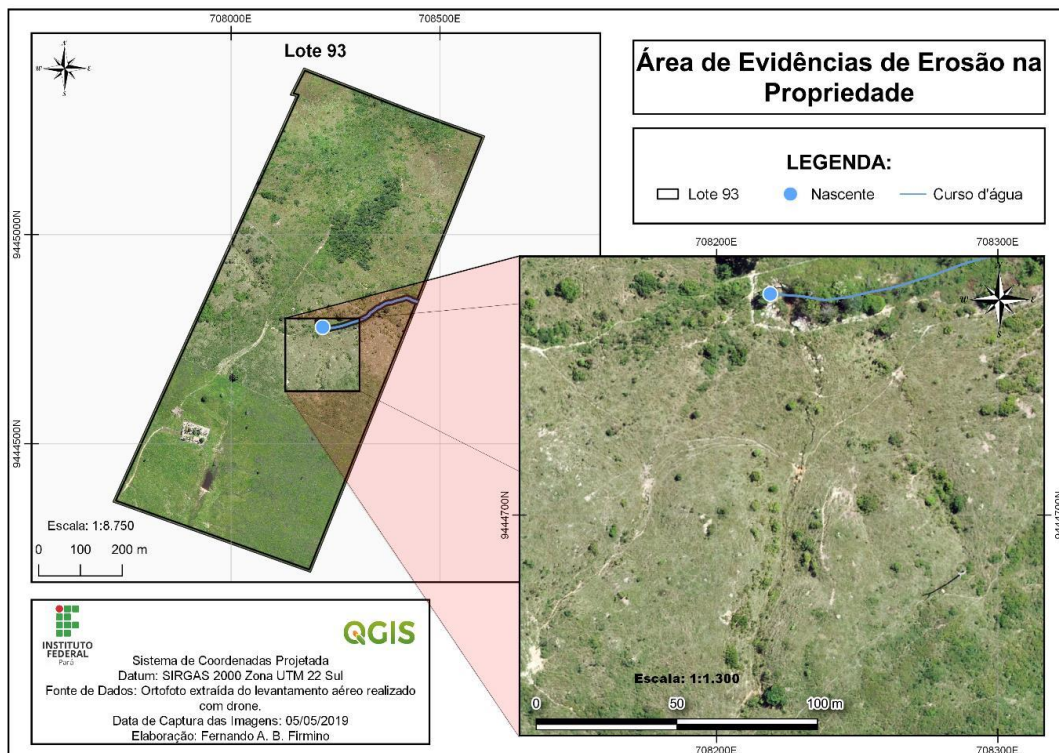 708000E
708500E
Lote 93
N
W
E
S
9445000N
9444500N
Escala: 1:8.750
0 100 200 m
Área de Evidências de Erosão na
Propriedade
LEGENDA:
Lote 93
Nascente
Curso d'água
708200E
708300E
W
E
S
9444700N
9444700N
Escala: 1:1.300
0 50 100 m
708200E
708300E
INSTITUTO
FEDERAL
Pará
QGIS
Sistema de Coordenadas Projetada
Datum: SIRGAS 2000 Zona UTM 22 Sul
Fonte de Dados: Ortofoto extraída do levantamento aéreo realizado
com drone.
Data de Captura das Imagens: 05/05/2019
Elaboração: Fernando A. B. Firmino